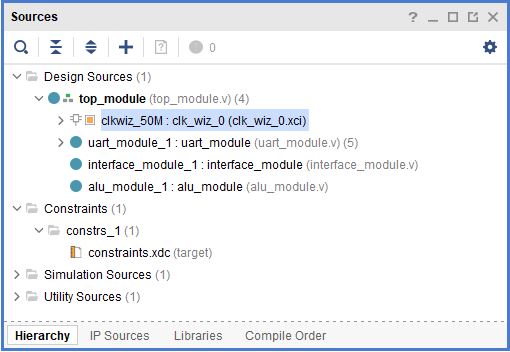 Sources
? _ □ ↗ ×
0
Design Sources (1)
top_module (top_module.v) (4)
clkwiz_50M : clk_wiz_0 (clk_wiz_0.xci)
uart_module_1 : uart_module (uart_module.v) (5)
interface_module_1 : interface_module (interface_module.v)
alu_module_1 : alu_module (alu_module.v)
Constraints (1)
constrs_1 (1)
constraints.xdc (target)
Simulation Sources (1)
Utility Sources (1)
Hierarchy IP Sources Libraries Compile Order